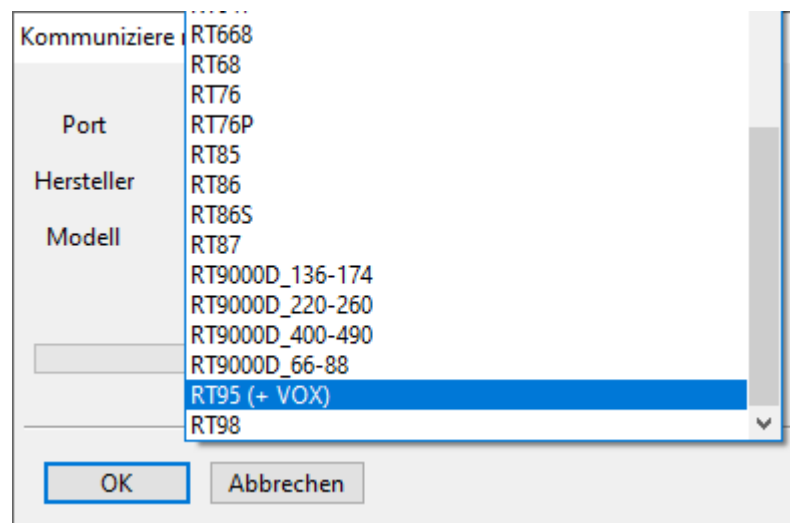 Kommuniziere
RT668
RT68
RT76
RT76P
Port
RT85
Hersteller
RT86
RT86S
Modell
RT87
RT9000D_136-174
RT9000D_220-260
RT9000D_400-490
RT9000D_66-88
RT95 (+ VOX)
RT98
OK
Abbrechen